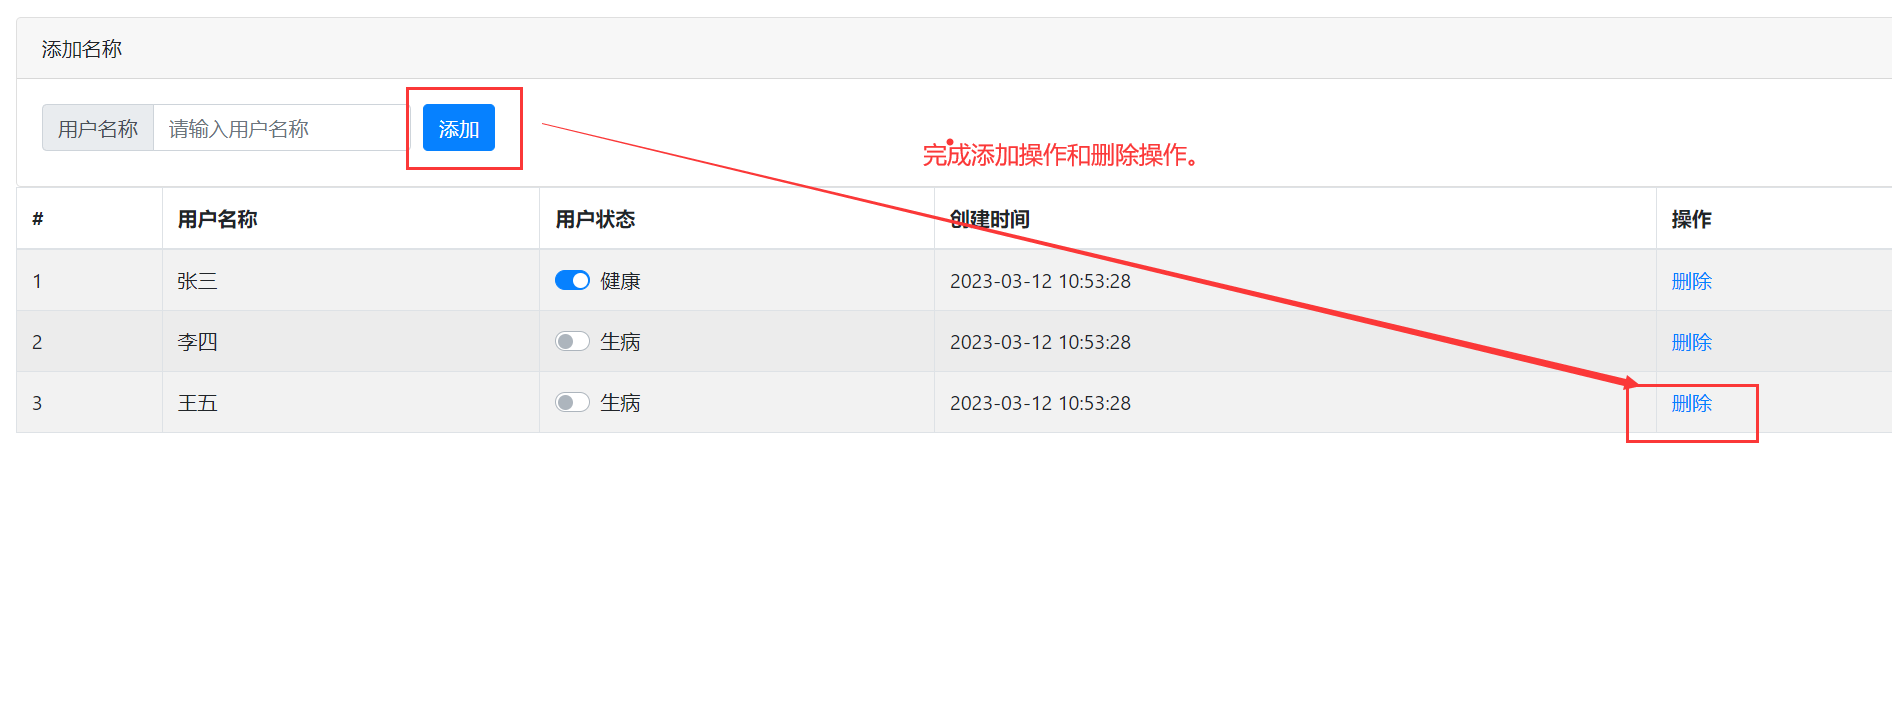 添加名称
用户名称 请输入用户名称 添加
完成添加操作和删除操作。
# 用户名称 用户状态 创建时间 操作
1 张三 健康 2023-03-12 10:53:28 删除
2 李四 生病 2023-03-12 10:53:28 删除
3 王五 生病 2023-03-12 10:53:28 删除